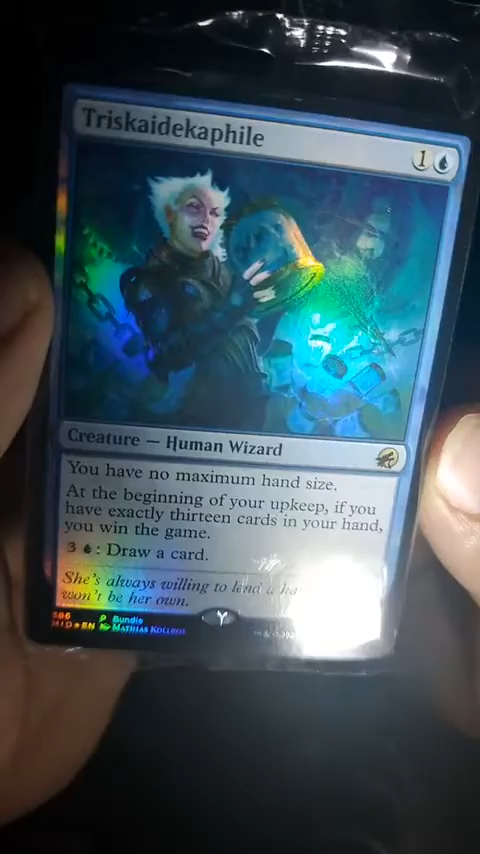 Triskaidekaphile
1
Creature — Human Wizard
You have no maximum hand size.
At the beginning of your upkeep, if you
have exactly thirteen cards in your hand,
you win the game.
3 : Draw a card.
She's always willing to lend a
won't be her own.
P Bundle
MID★EN MATHIAS KOLLROS